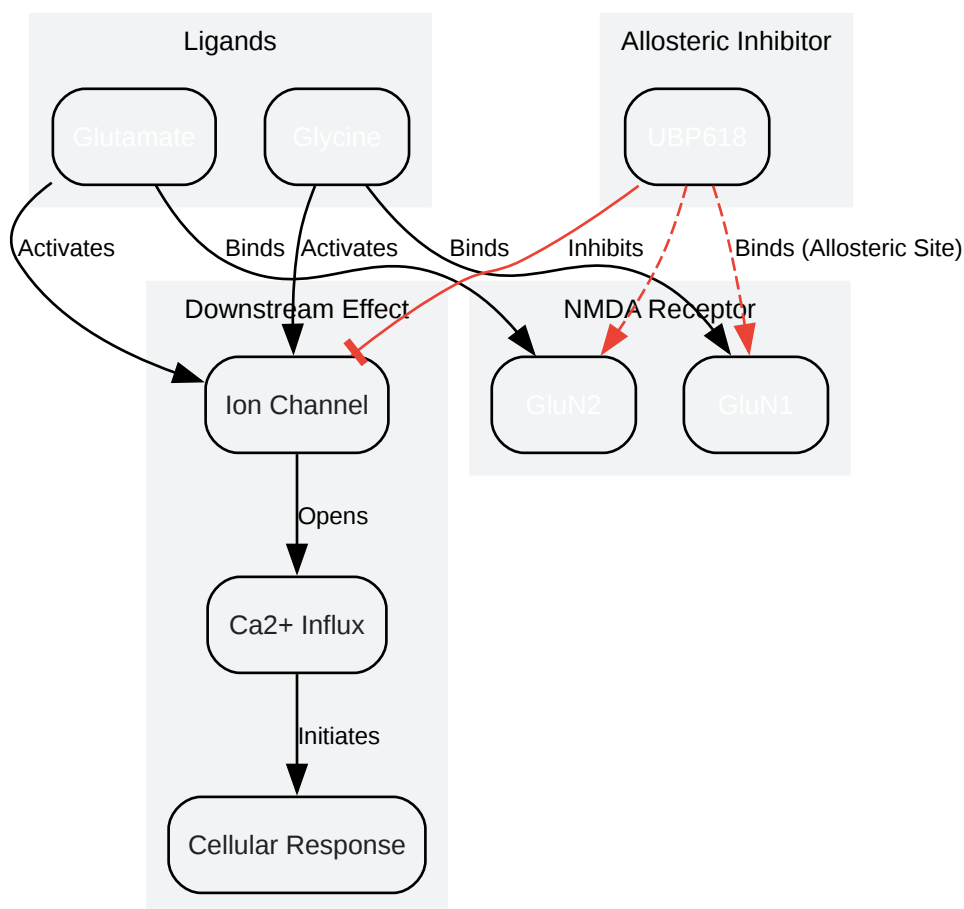 Ligands
Allosteric Inhibitor
Glutamate
Glycine
UBP618
Activates
Binds
Activates
Binds
Inhibits
Binds (Allosteric Site)
Downstream Effect
NMDA Receptor
Ion Channel
GluN2
GluN1
Opens
Ca2+ Influx
Initiates
Cellular Response